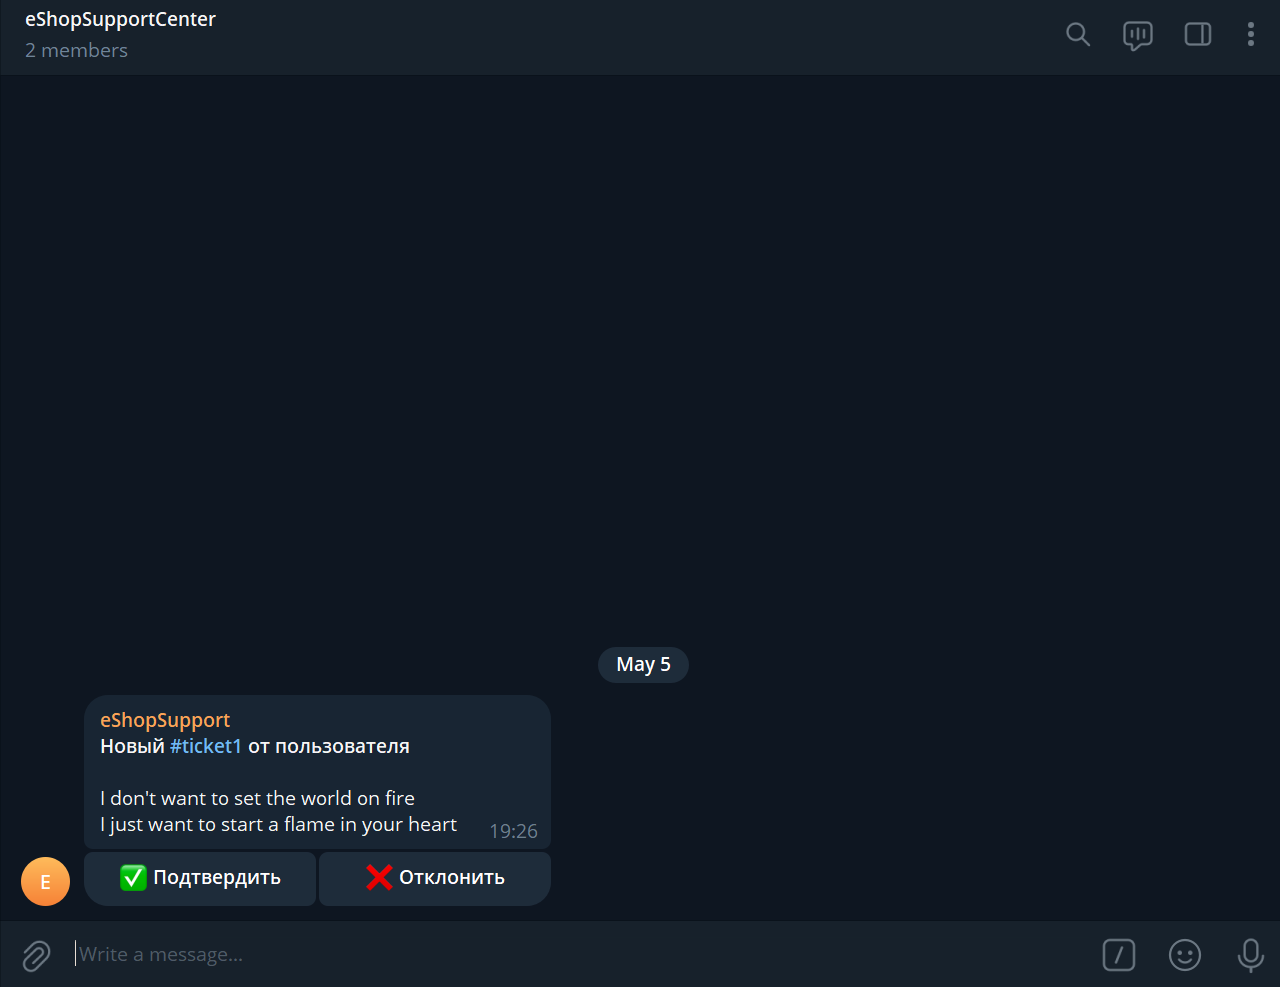 eShopSupportCenter
2 members
May 5
eShopSupport
Новый #ticket1 от пользователя
I don't want to set the world on fire
I just want to start a flame in your heart
19:26
E
Подтвердить
Отклонить
Write a message...